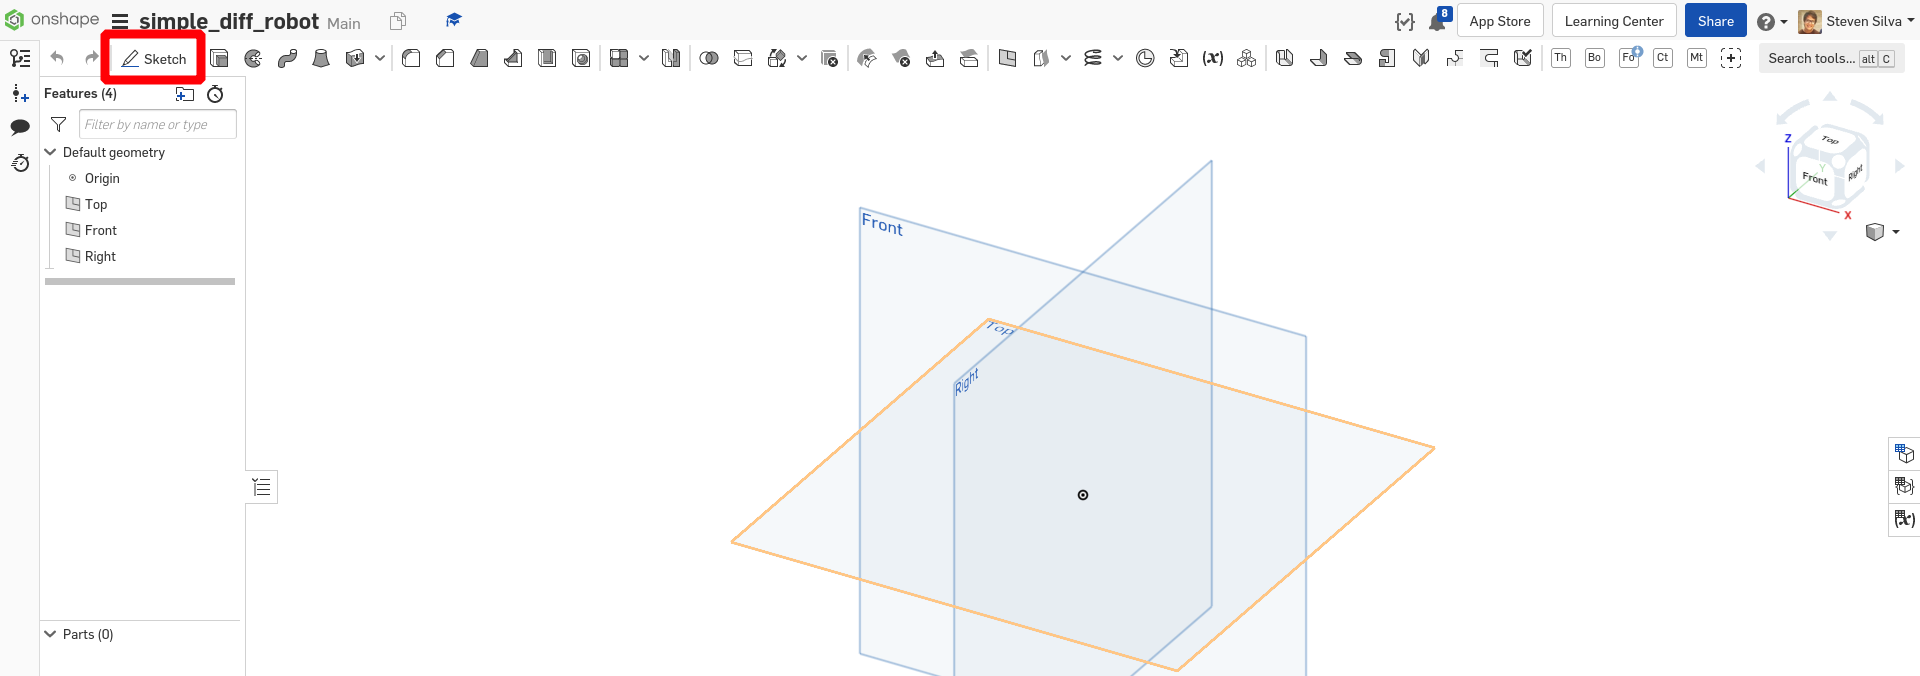 onshape simple_diff_robot Main 8 App Store Learning Center Share Steven Silva
Sketch (x) Th Bo Fo Ct Mt Search tools... alt C
Features (4)
Filter by name or type
Default geometry
Origin
Top
Front
Right
Parts (0)
Front
Top
Right
Z
Top
Y
Front
Right
X
(x)